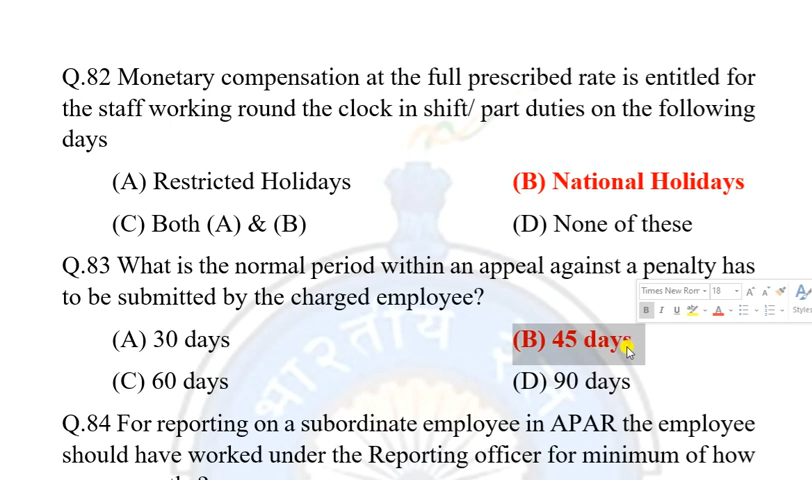 Q.82 Monetary compensation at the full prescribed rate is entitled for
the staff working round the clock in shift/ part duties on the following
days
(A) Restricted Holidays (B) National Holidays
(C) Both (A) & (B) (D) None of these
Q.83 What is the normal period within an appeal against a penalty has
to be submitted by the charged employee?
Times New Ror 18
B I U Styles
(A) 30 days (B) 45 days
(C) 60 days (D) 90 days
Q.84 For reporting on a subordinate employee in APAR the employee
should have worked under the Reporting officer for minimum of how
भारतीय रेल